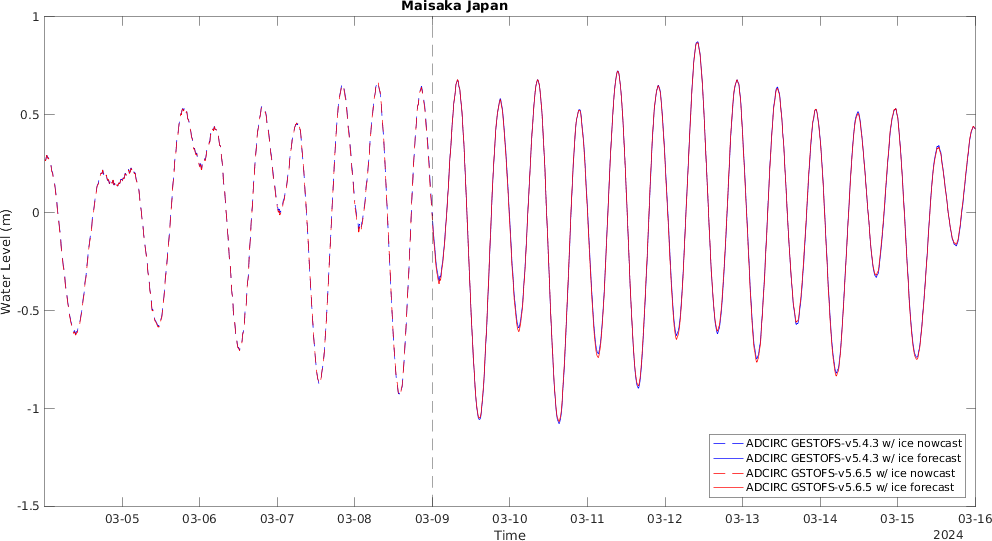 Maisaka Japan
1
0.5
0
-0.5
-1
-1.5
Water Level (m)
ADCIRC GESTOFS-v5.4.3 w/ ice nowcast
ADCIRC GESTOFS-v5.4.3 w/ ice forecast
ADCIRC GSTOFS-v5.6.5 w/ ice nowcast
ADCIRC GSTOFS-v5.6.5 w/ ice forecast
03-05 03-06 03-07 03-08 03-09 03-10 03-11 03-12 03-13 03-14 03-15 03-16
Time
2024